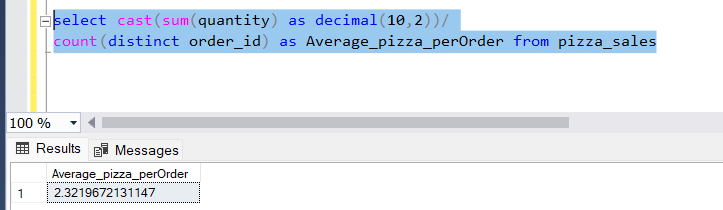 select cast(sum(quantity) as decimal(10,2))/
count(distinct order_id) as Average_pizza_perOrder from pizza_sales
100 %
Results Messages
Average_pizza_perOrder
1 2.3219672131147